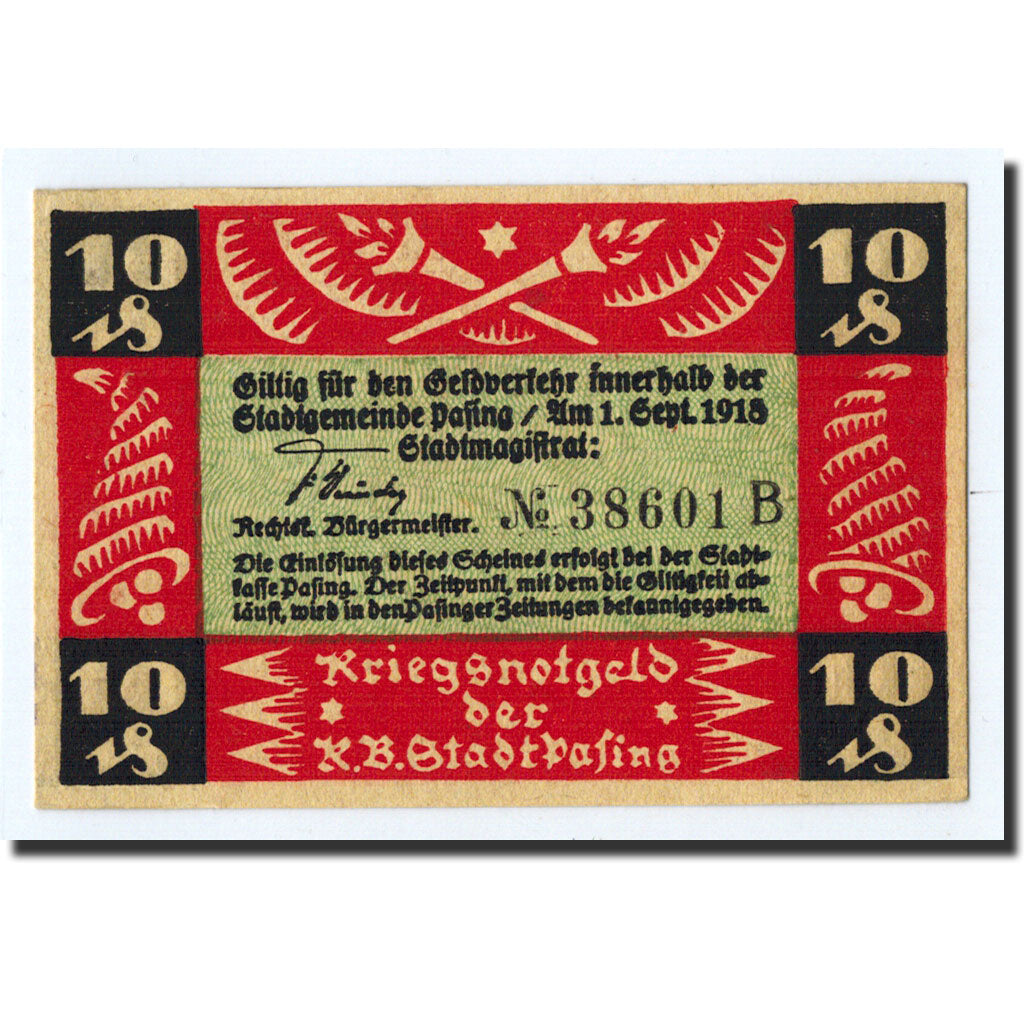 10 10
₰ ₰
Giltig für den Geldverkehr innerhalb der
Stadtgemeinde Pasing / Am 1. Sept. 1918
Stadtmagistrat:
Rechtsk. Bürgermeister. № 38601 B
Die Einlösung dieses Scheines erfolgt bei der Stadt-
kasse Pasing. Der Zeitpunkt, mit dem die Giltigkeit ab-
läuft, wird in den Pasinger Zeitungen bekanntgegeben.
10 10
₰ ₰
Kriegsnotgeld
der
K.B. Stadt Pasing